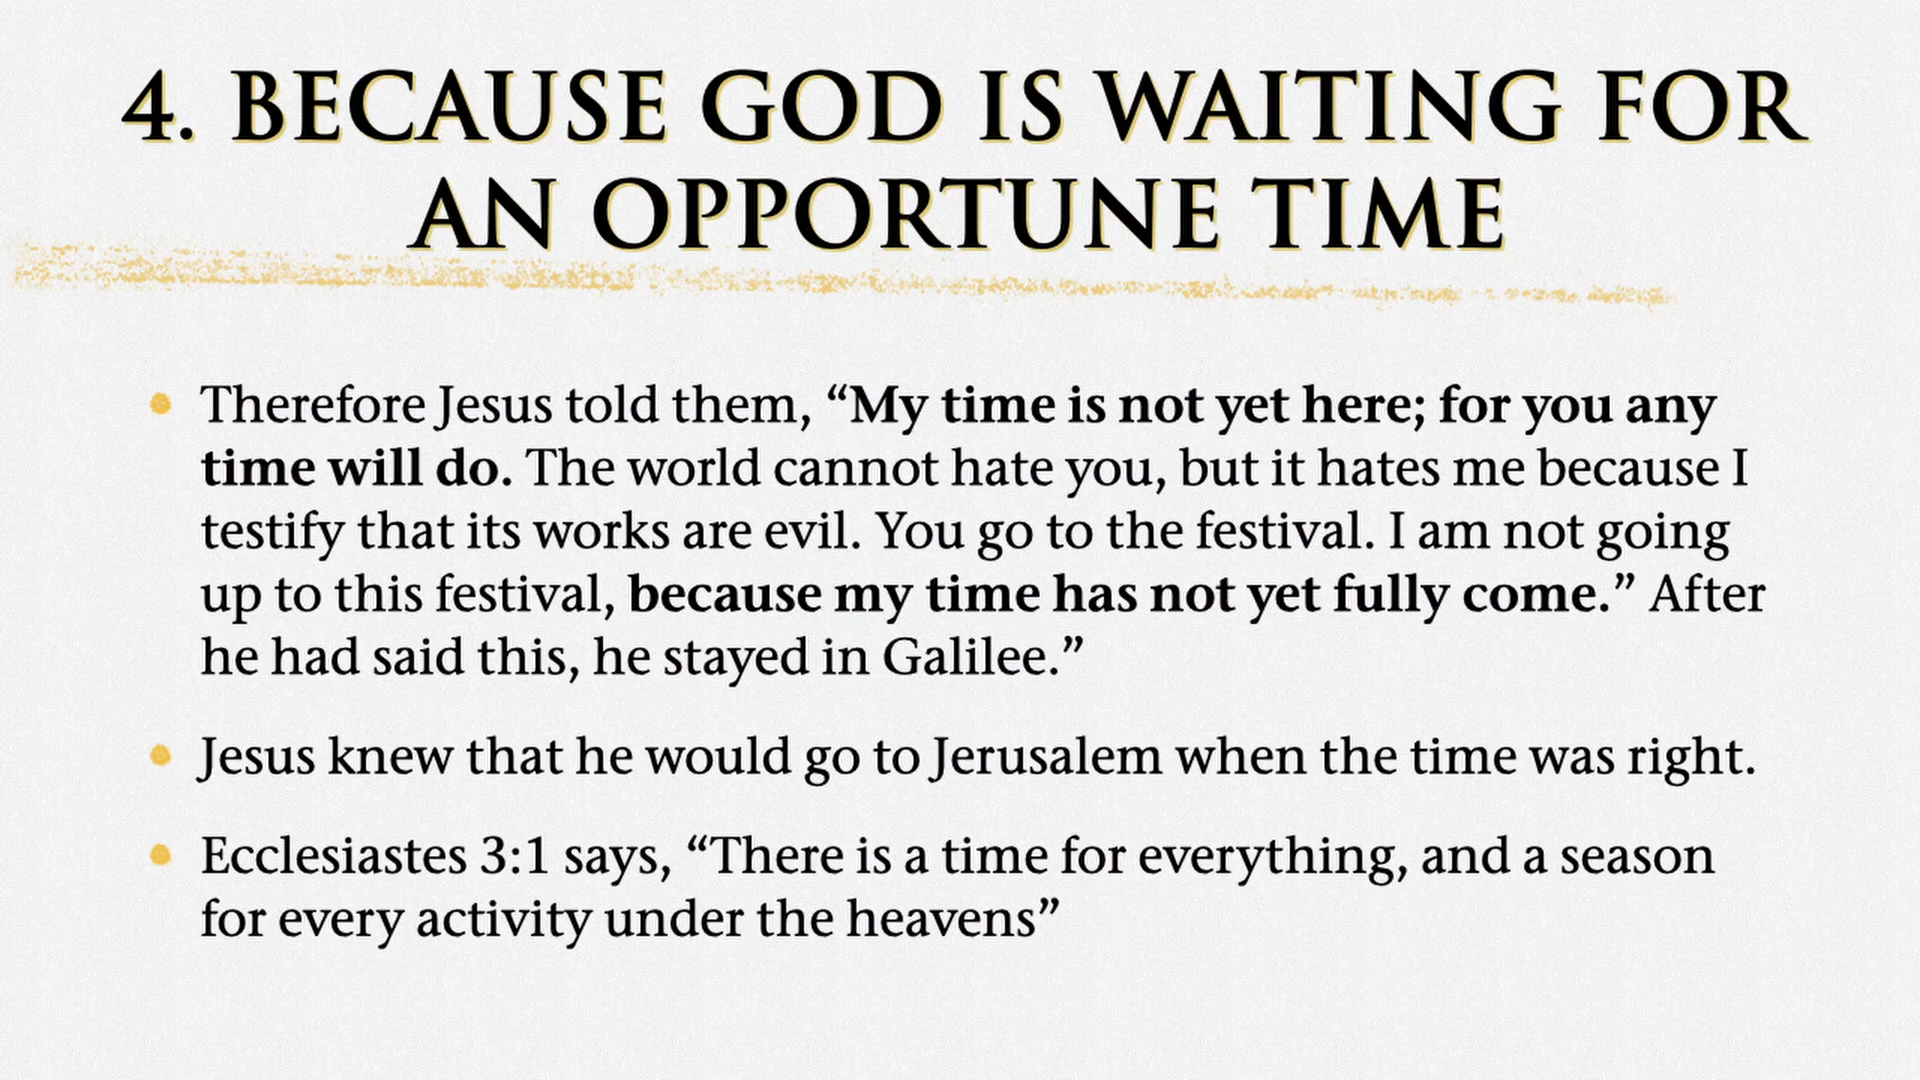 4. BECAUSE GOD IS WAITING FOR
AN OPPORTUNE TIME
• Therefore Jesus told them, “My time is not yet here; for you any
time will do. The world cannot hate you, but it hates me because I
testify that its works are evil. You go to the festival. I am not going
up to this festival, because my time has not yet fully come.” After
he had said this, he stayed in Galilee.”
• Jesus knew that he would go to Jerusalem when the time was right.
• Ecclesiastes 3:1 says, “There is a time for everything, and a season
for every activity under the heavens”